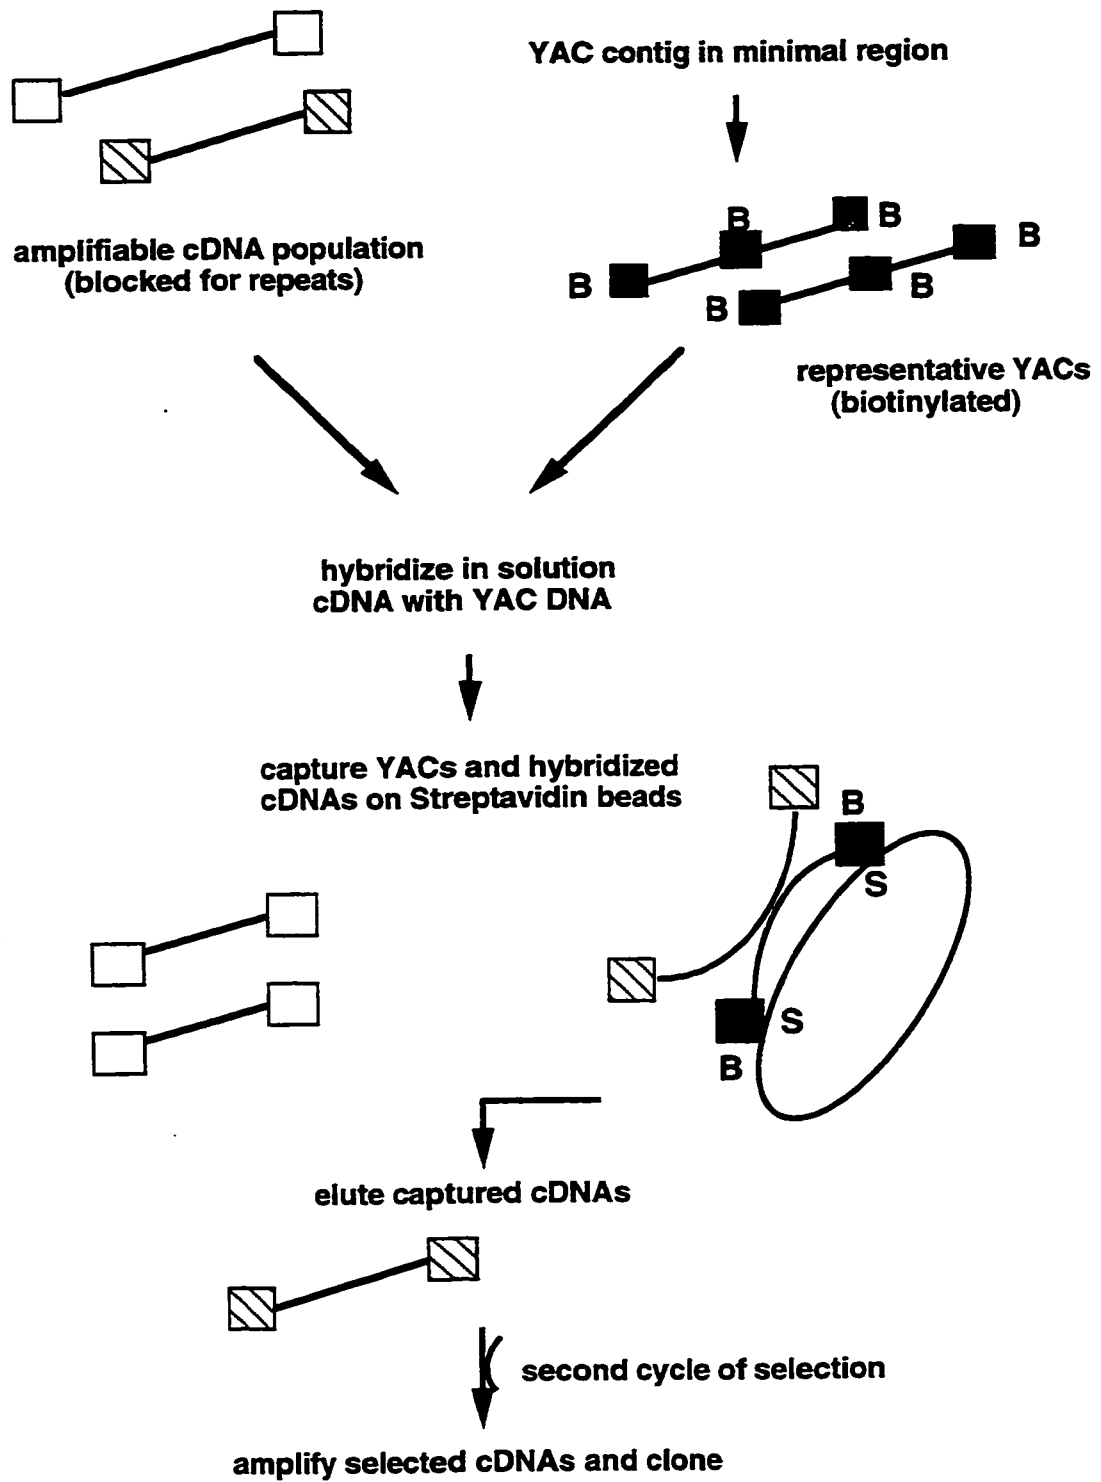 YAC contig in minimal region
amplifiable cDNA population
(blocked for repeats)
B
B
B
B
B
B
representative YACs
(biotinylated)
hybridize in solution
cDNA with YAC DNA
capture YACs and hybridized
cDNAs on Streptavidin beads
B
S
S
B
elute captured cDNAs
second cycle of selection
amplify selected cDNAs and clone